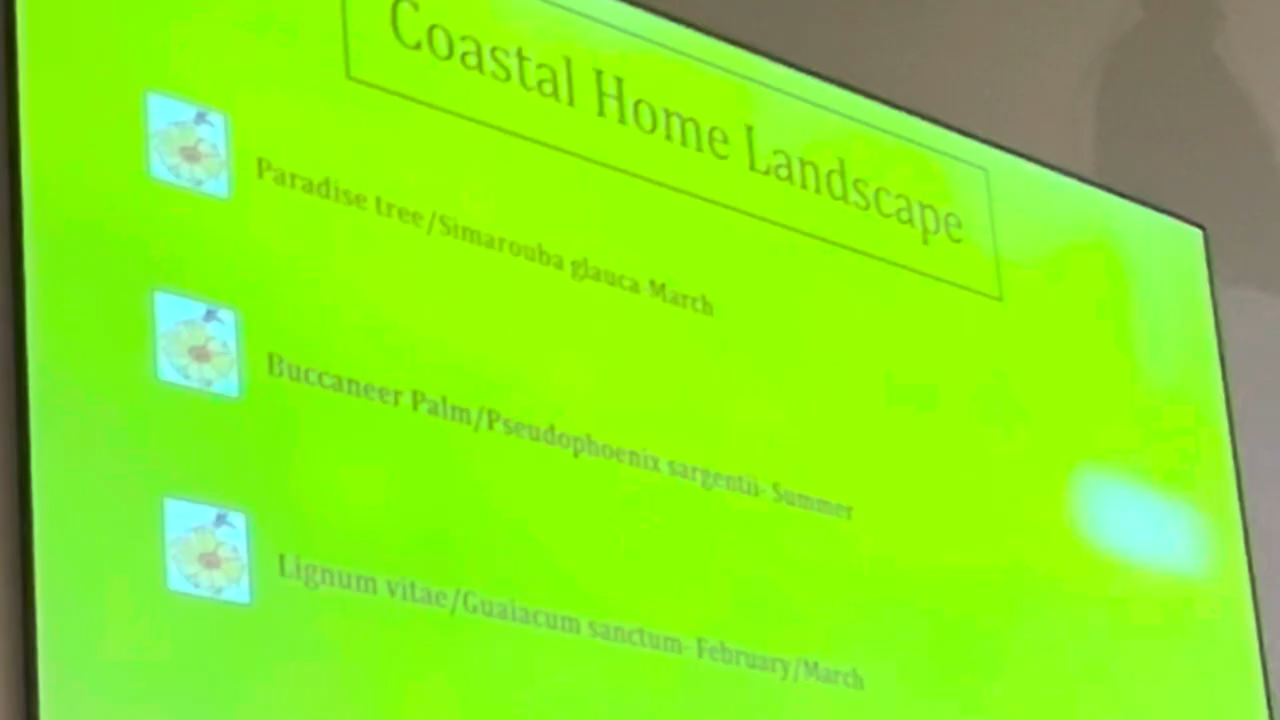 Coastal Home Landscape
Paradise tree/Simarouba glauca-March
Buccaneer Palm/Pseudophoenix sargentii- Summer
Lignum vitae/Guaiacum sanctum- February/March